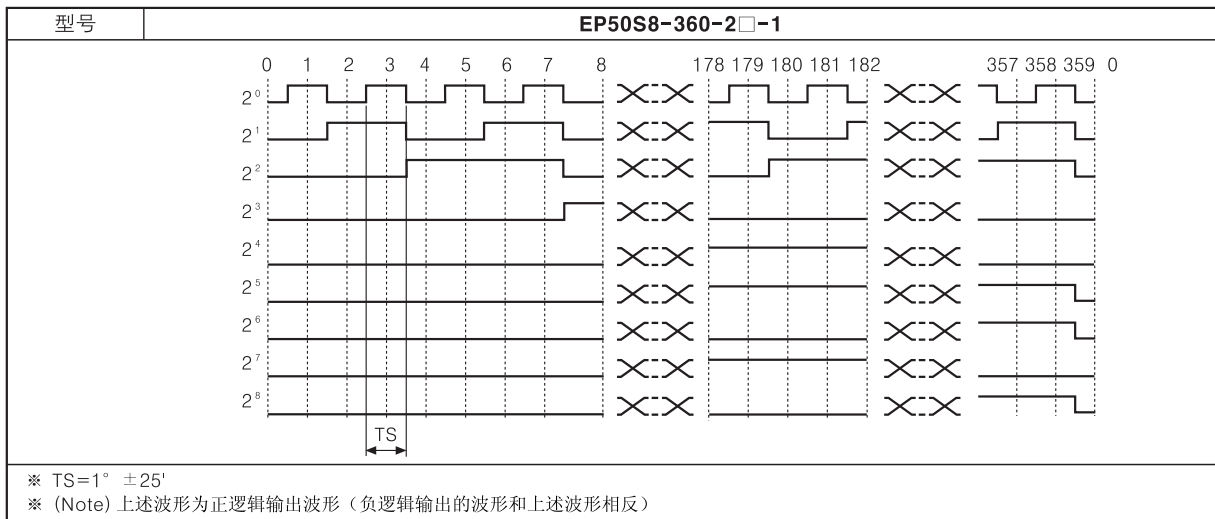 型号 EP50S8-360-2□-1
0 1 2 3 4 5 6 7 8 178 179 180 181 182 357 358 359 0
2⁰
2¹
2²
2³
2⁴
2⁵
2⁶
2⁷
2⁸
TS
※ TS=1° ±25'
※ (Note) 上述波形为正逻辑输出波形（负逻辑输出的波形和上述波形相反）